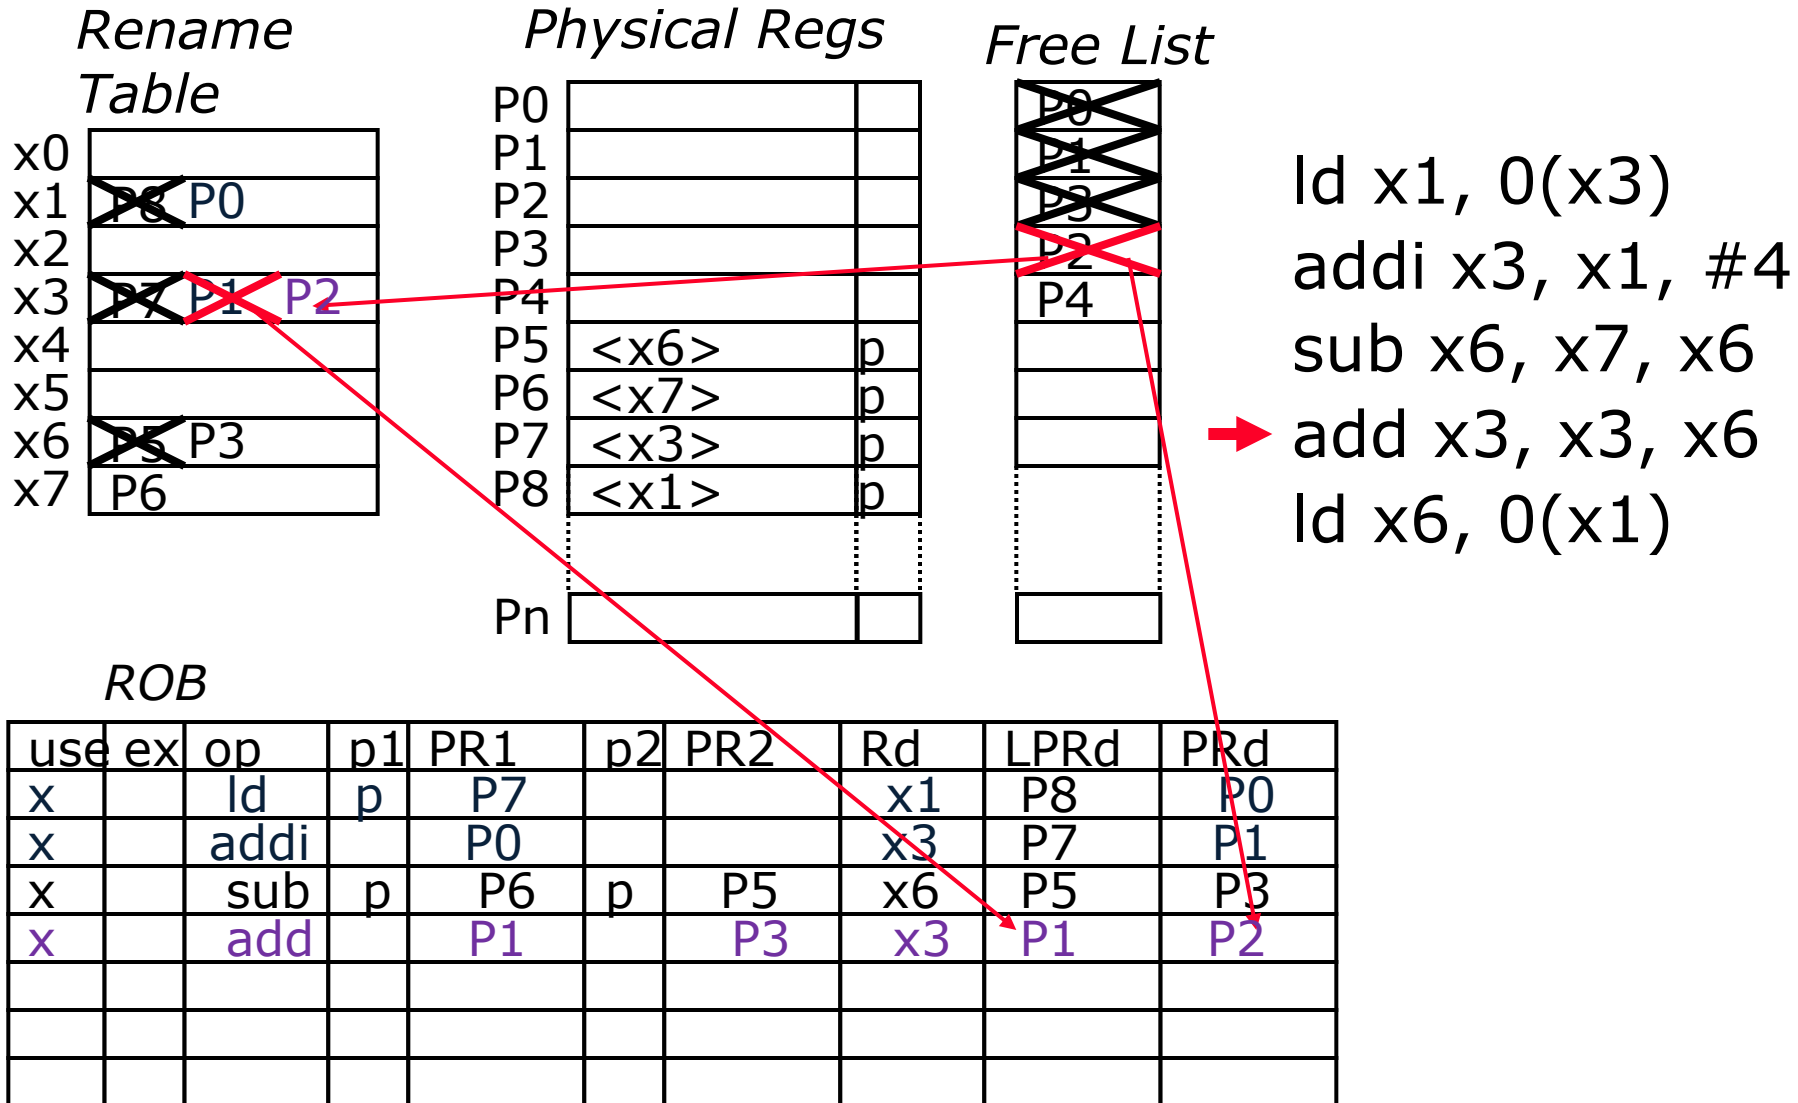 Rename
Table
x0
x1 P8 P0
x2
x3 P7 P1 P2
x4
x5
x6 P5 P3
x7 P6
Physical Regs
P0
P1
P2
P3
P4
P5 <x6> p
P6 <x7> p
P7 <x3> p
P8 <x1> p
Pn
Free List
P0
P1
P3
P2
P4
ld x1, 0(x3)
addi x3, x1, #4
sub x6, x7, x6
add x3, x3, x6
ld x6, 0(x1)
ROB
use ex op p1 PR1 p2 PR2 Rd LPRd PRd
x ld p P7 x1 P8 P0
x addi P0 x3 P7 P1
x sub p P6 p P5 x6 P5 P3
x add P1 P3 x3 P1 P2